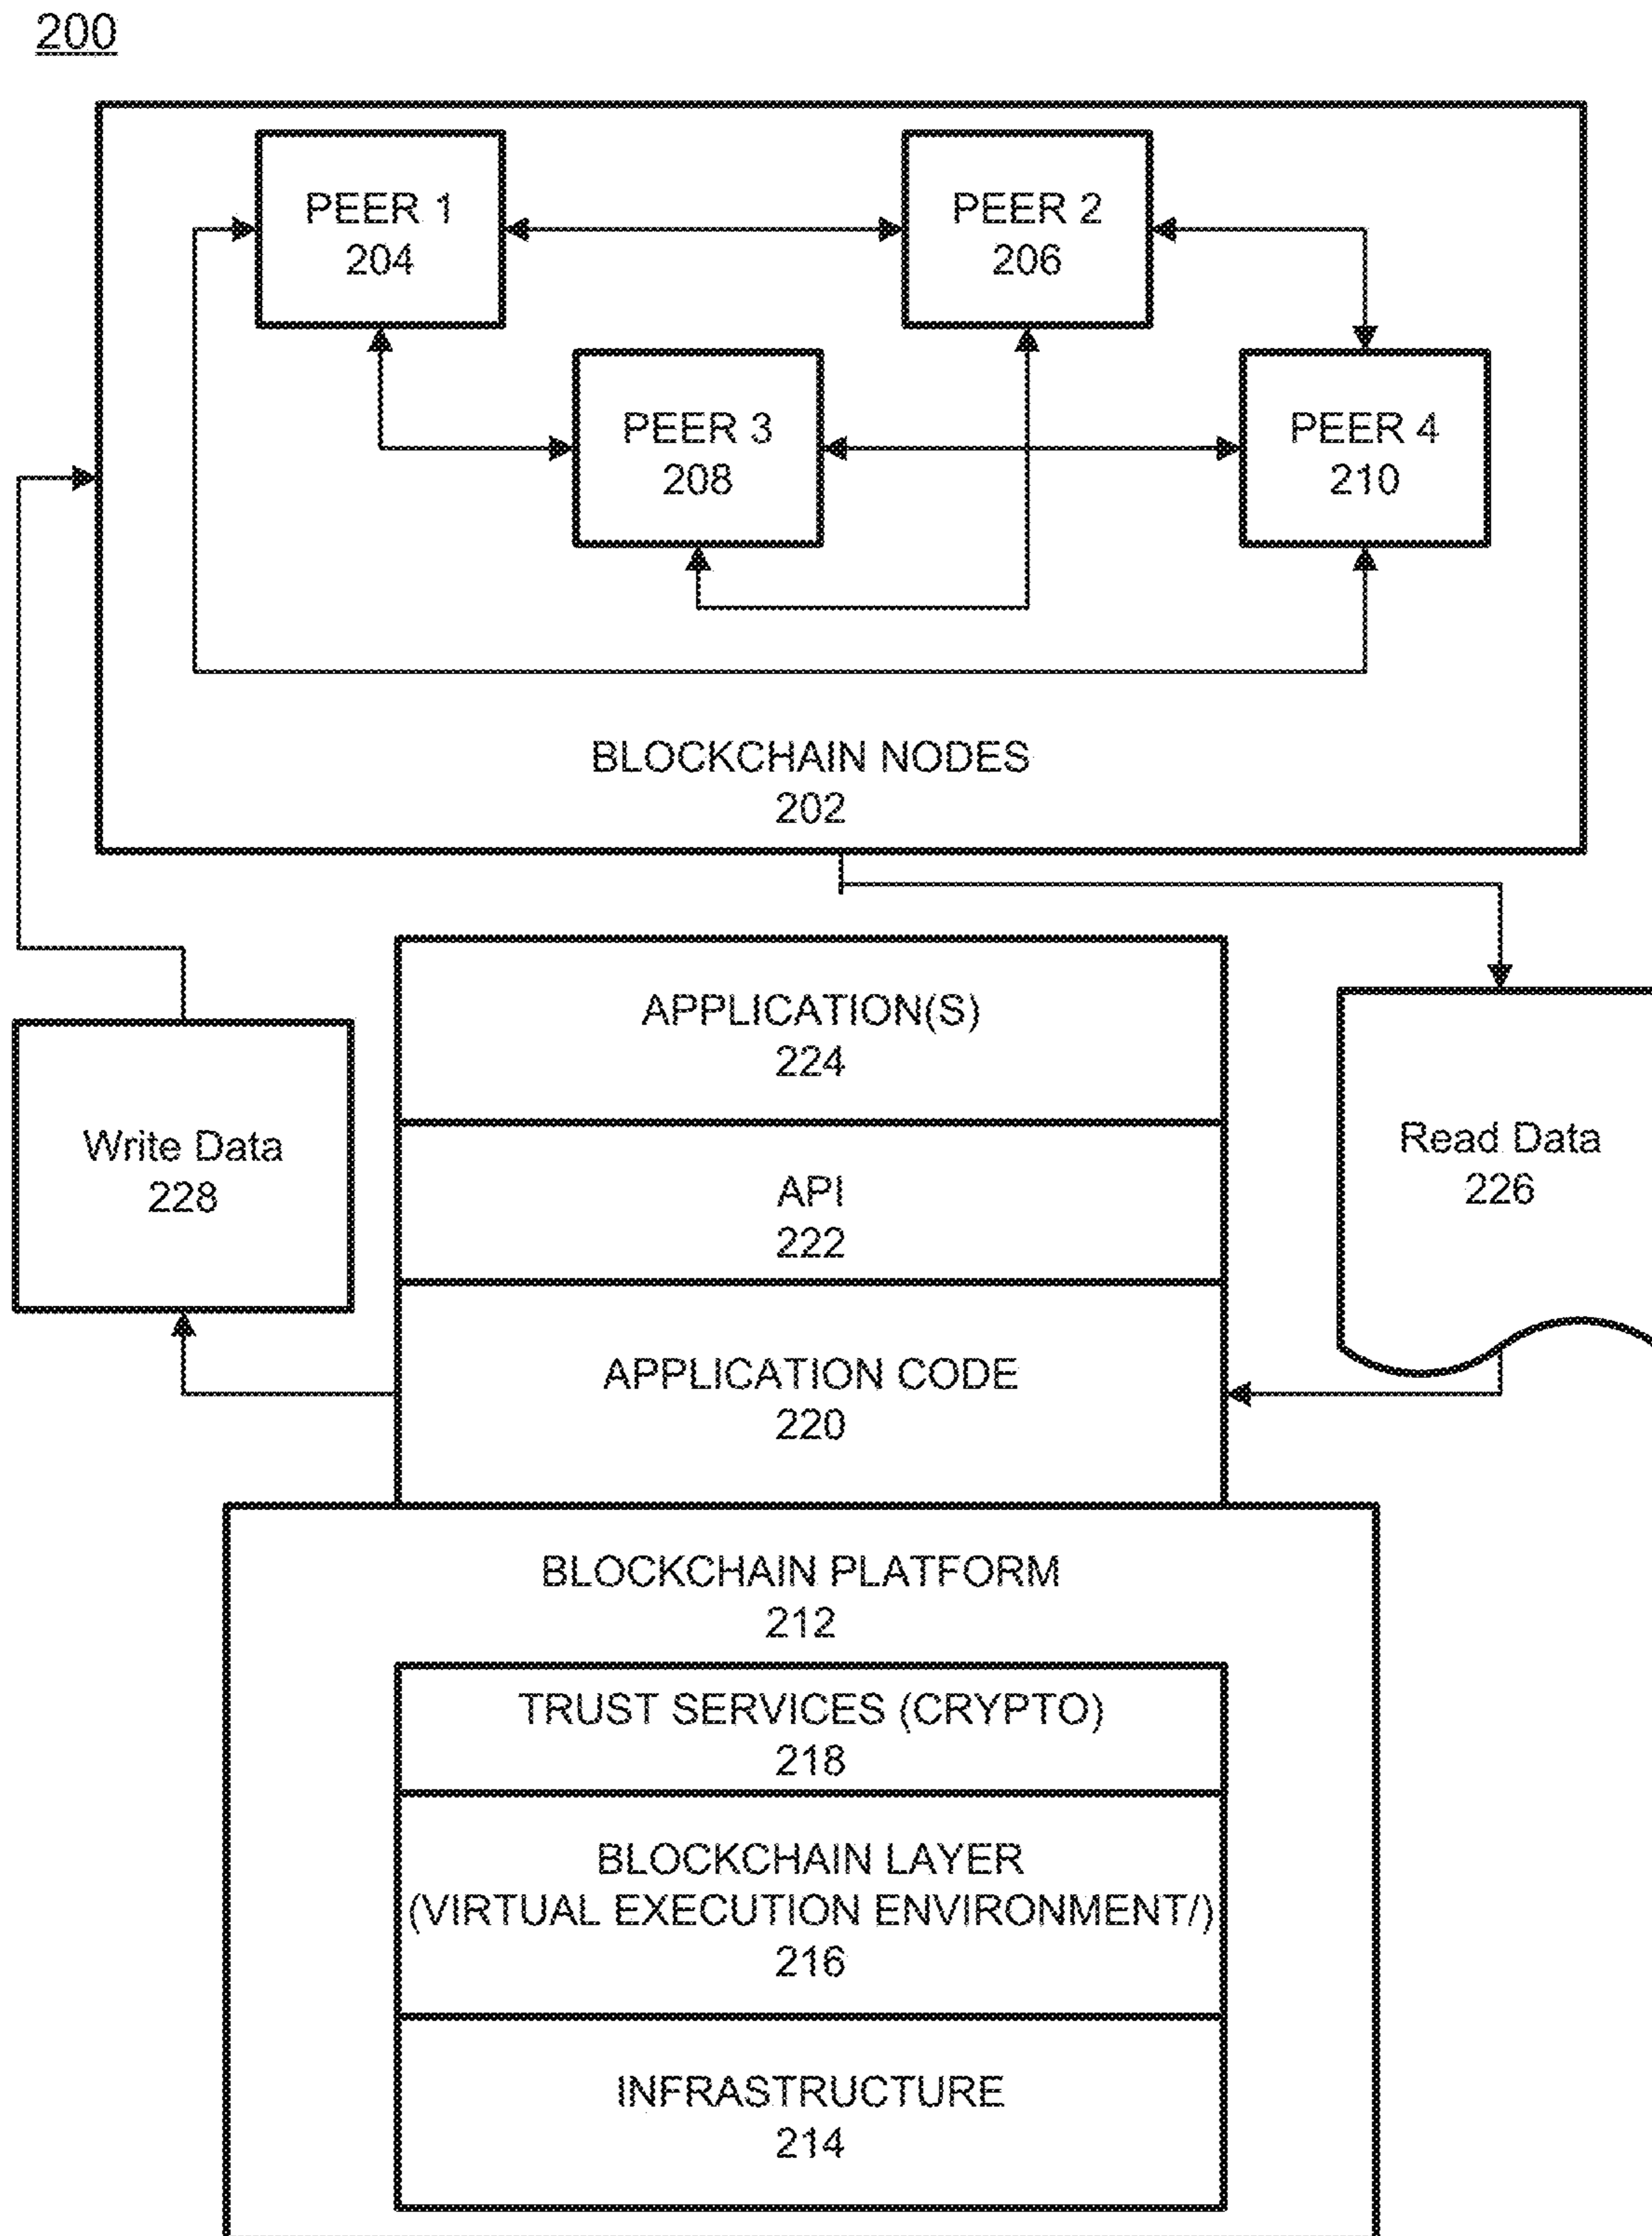 200
PEER 1
204
PEER 2
206
PEER 3
208
PEER 4
210
BLOCKCHAIN NODES
202
APPLICATION(S)
224
Write Data
228
API
222
Read Data
226
APPLICATION CODE
220
BLOCKCHAIN PLATFORM
212
TRUST SERVICES (CRYPTO)
218
BLOCKCHAIN LAYER
(VIRTUAL EXECUTION ENVIRONMENT/)
216
INFRASTRUCTURE
214